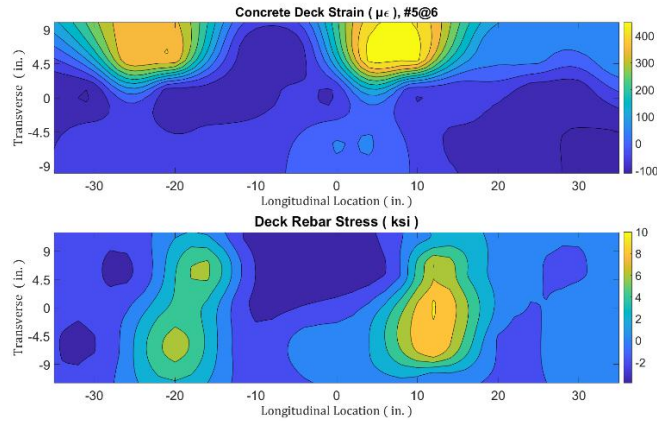 Concrete Deck Strain ( με ), #5@6
9
4.5
0
-4.5
-9
Transverse ( in. )
-30 -20 -10 0 10 20 30
Longitudinal Location ( in. )
400
300
200
100
0
-100
Deck Rebar Stress ( ksi )
9
4.5
0
-4.5
-9
Transverse ( in. )
-30 -20 -10 0 10 20 30
Longitudinal Location ( in. )
10
8
6
4
2
0
-2